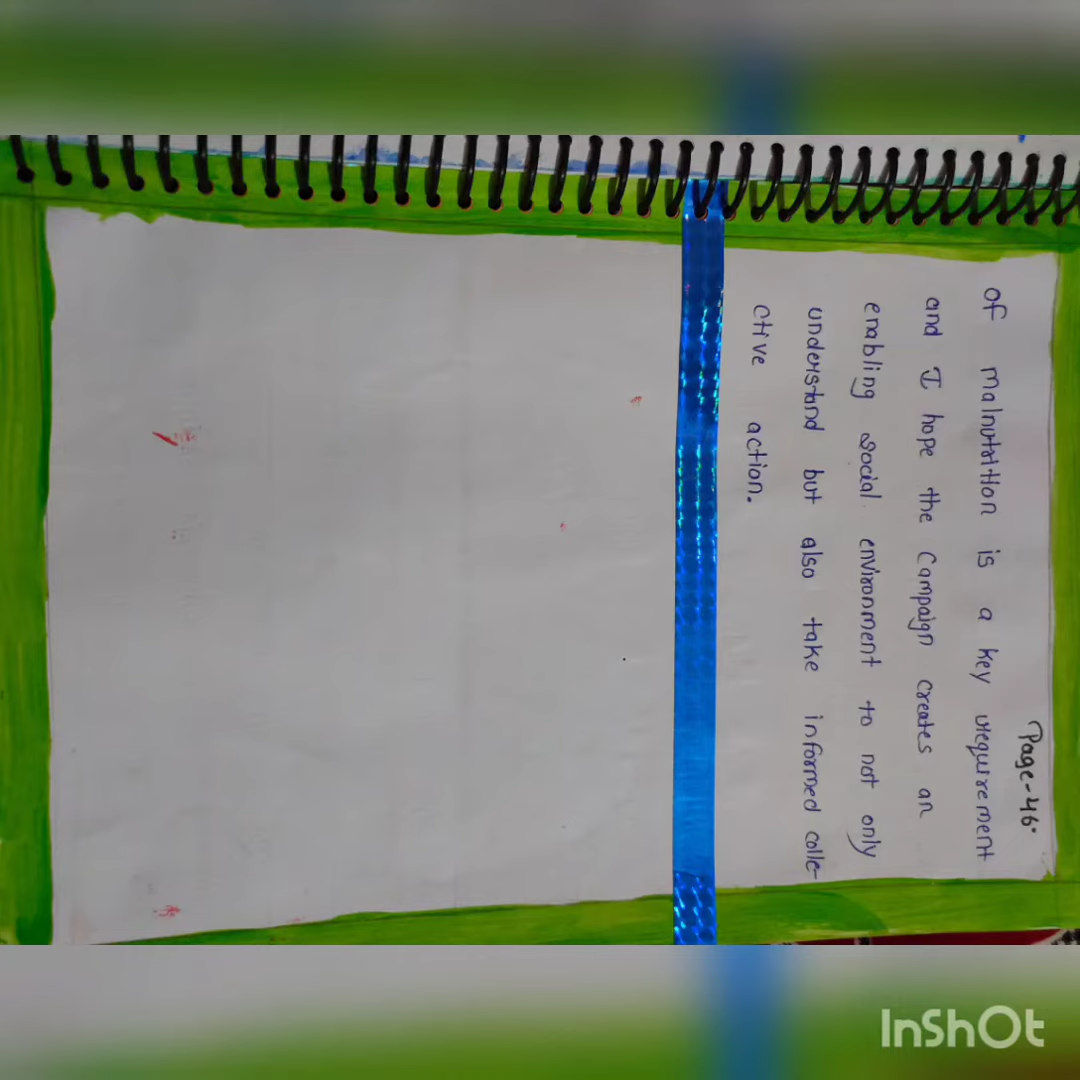 Page-46.
of malnutrition is a key requirement
and I hope the Campaign creates an
enabling social environment to not only
understand but also take informed colle-
ctive action.
InShOt